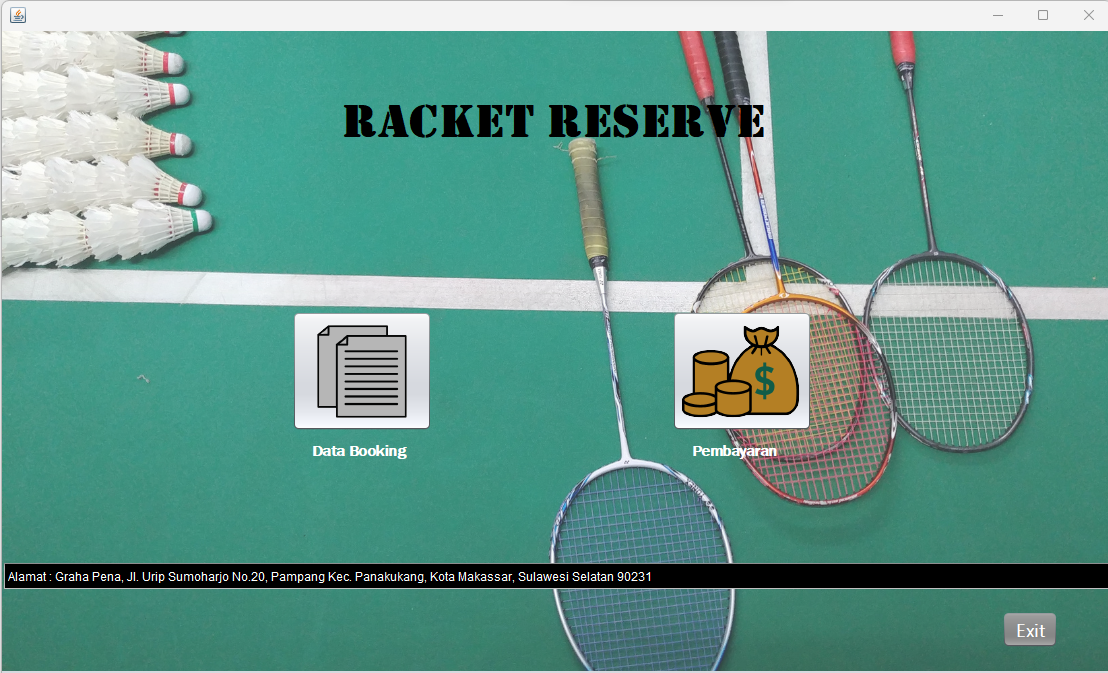 RACKET RESERVE
Data Booking
Pembayaran
Alamat : Graha Pena, Jl. Urip Sumoharjo No.20, Pampang Kec. Panakukang, Kota Makassar, Sulawesi Selatan 90231
Exit